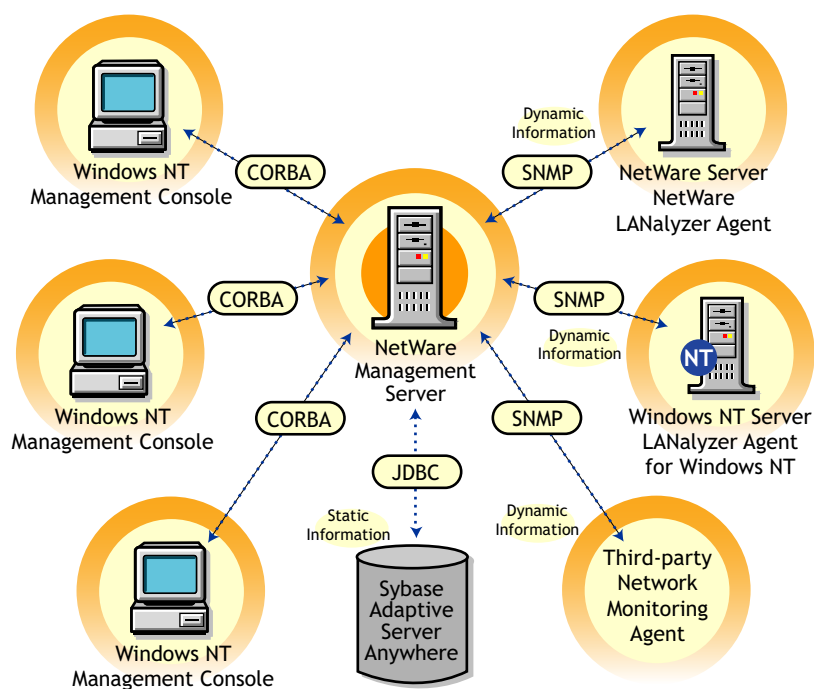 Windows NT
Management Console
CORBA
Dynamic
Information
SNMP
NetWare Server
NetWare
LANalyzer Agent
Windows NT
Management Console
CORBA
NetWare
Management
Server
SNMP
Dynamic
Information
NT
Windows NT Server
LANalyzer Agent
for Windows NT
CORBA
SNMP
JDBC
Windows NT
Management Console
Static
Information
Sybase
Adaptive
Server
Anywhere
Dynamic
Information
Third-party
Network
Monitoring
Agent